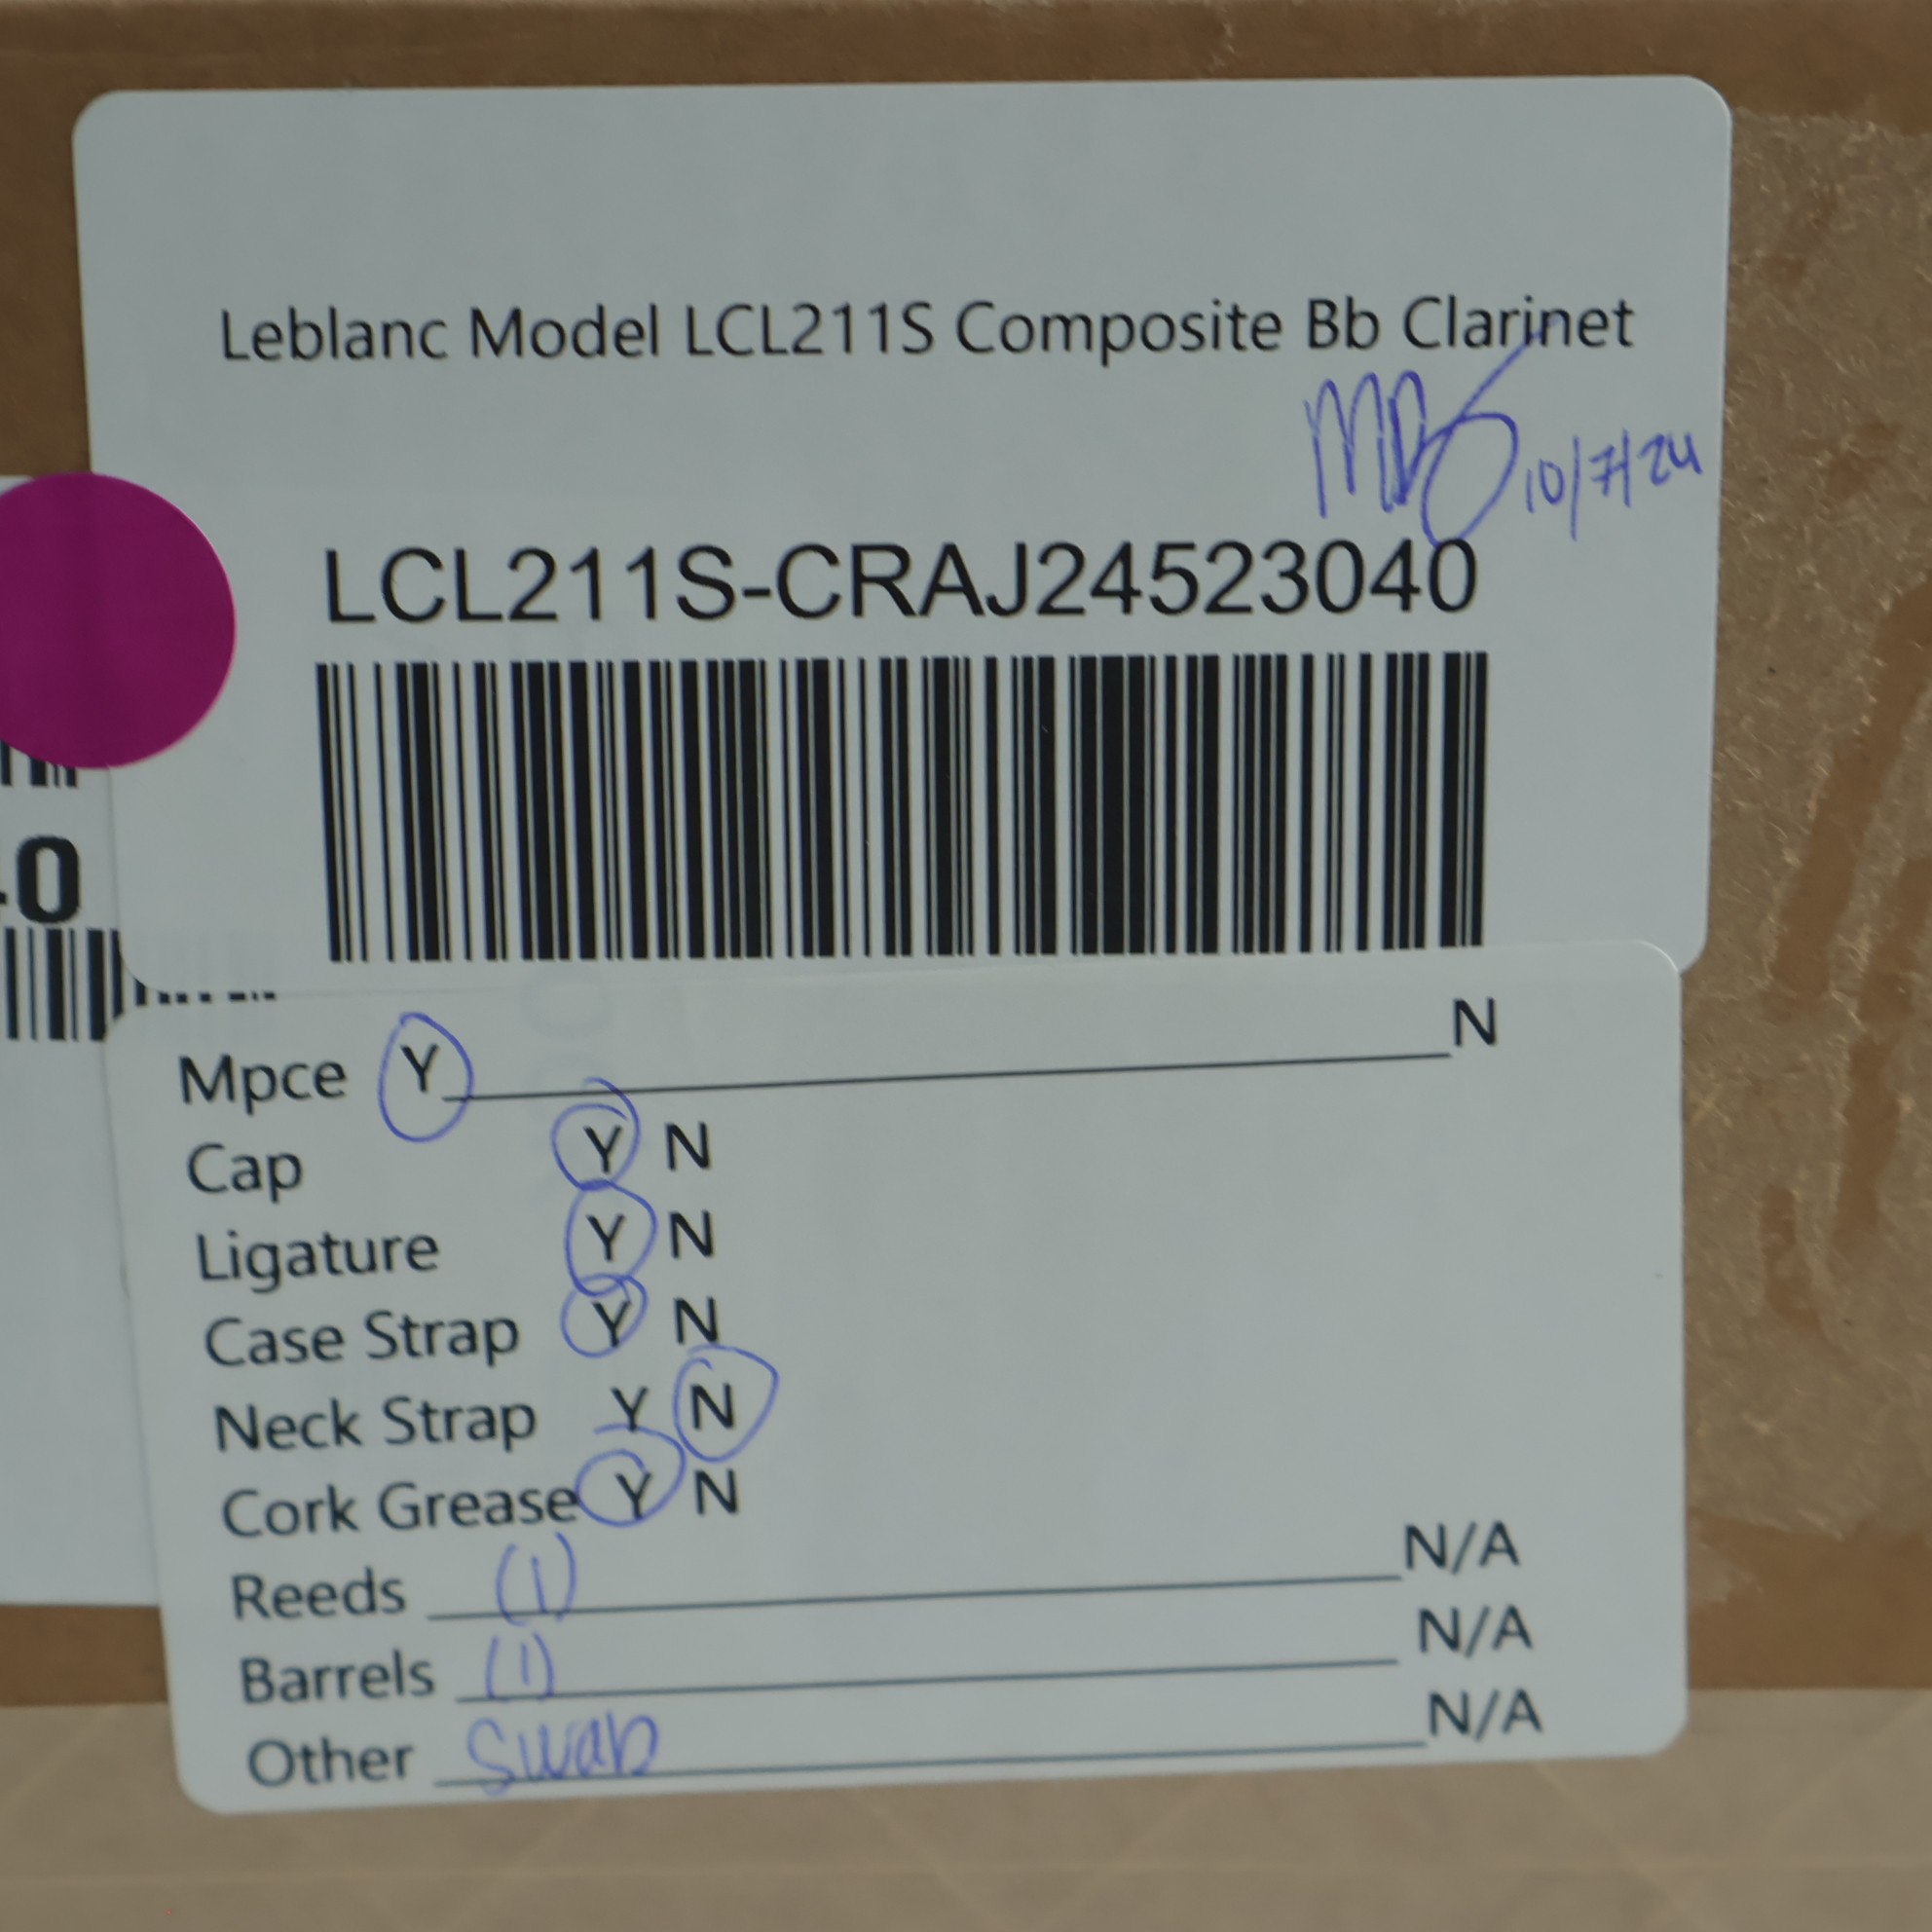 Leblanc Model LCL211S Composite Bb Clarinet
10/7/24
LCL211S-CRAJ24523040
0
Mpce Y N
Cap Y N
Ligature Y N
Case Strap Y N
Neck Strap Y N
Cork Grease Y N
Reeds (1) N/A
Barrels (1) N/A
Other Swab N/A